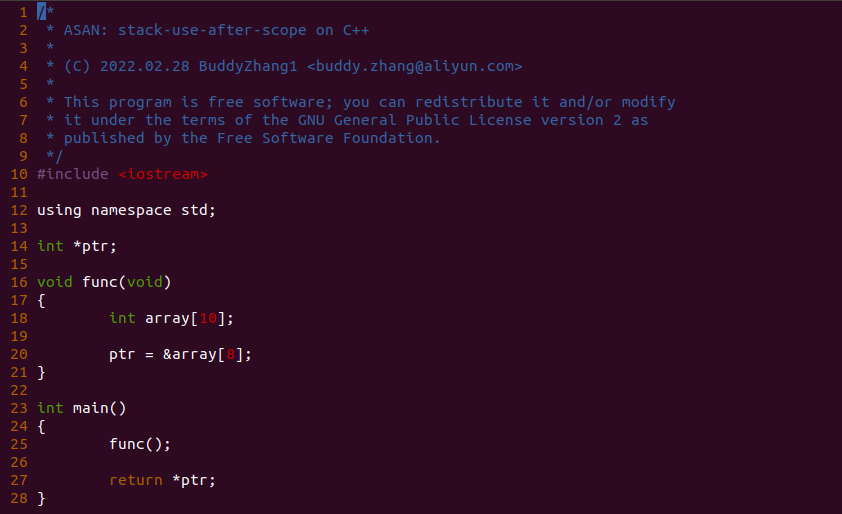 1 /*
2  * ASAN: stack-use-after-scope on C++
3  *
4  * (C) 2022.02.28 BuddyZhang1 <buddy.zhang@aliyun.com>
5  *
6  * This program is free software; you can redistribute it and/or modify
7  * it under the terms of the GNU General Public License version 2 as
8  * published by the Free Software Foundation.
9  */
10 #include <iostream>
11
12 using namespace std;
13
14 int *ptr;
15
16 void func(void)
17 {
18         int array[10];
19
20         ptr = &array[8];
21 }
22
23 int main()
24 {
25         func();
26
27         return *ptr;
28 }